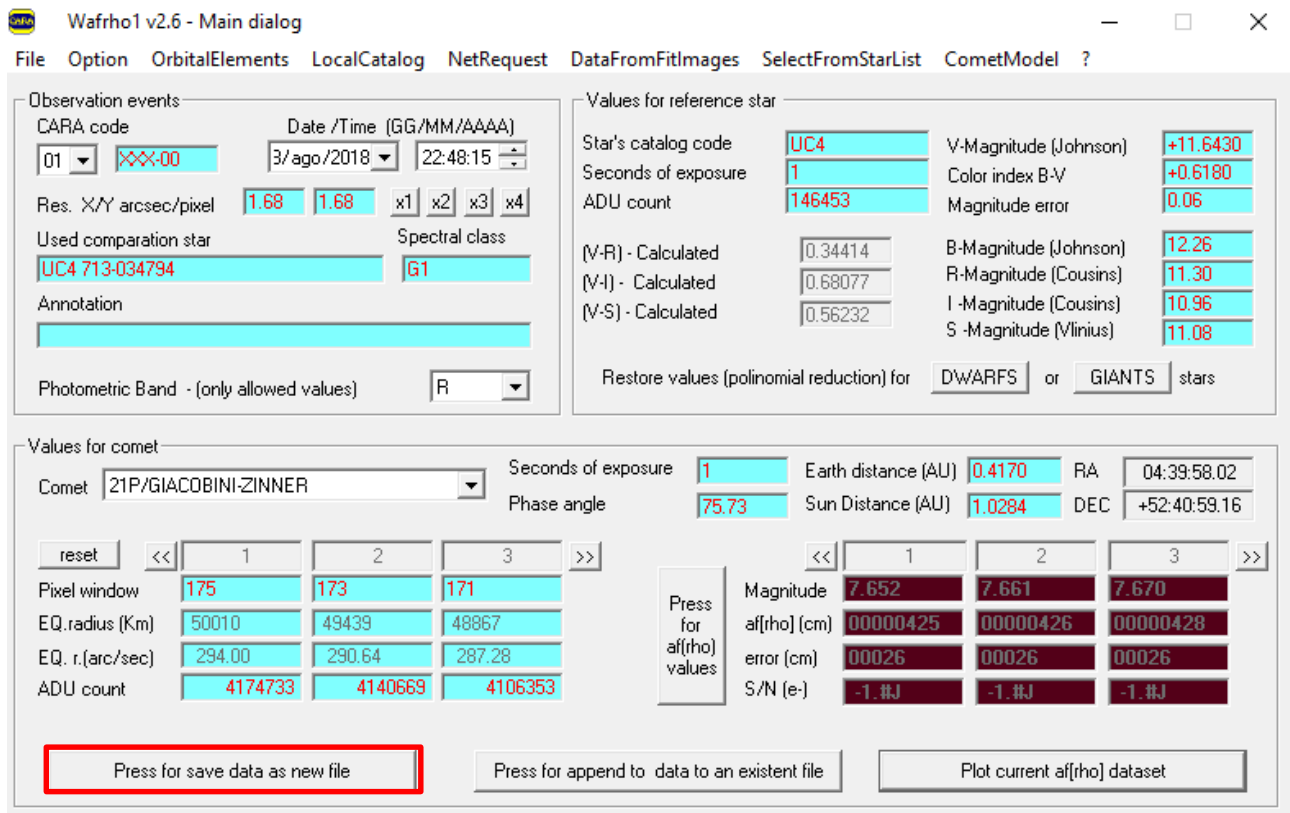 CARA Wafrho1 v2.6 - Main dialog
File Option OrbitalElements LocalCatalog NetRequest DataFromFitImages SelectFromStarList CometModel ?
Observation events
CARA code Date /Time (GG/MM/AAAA)
01 XXX-00 3/ago/2018 22:48:15
Res. X/Y arcsec/pixel 1.68 1.68 x1 x2 x3 x4
Used comparation star Spectral class
UC4 713-034794 G1
Annotation
Photometric Band - (only allowed values) R
Values for reference star
Star's catalog code UC4 V-Magnitude (Johnson) +11.6430
Seconds of exposure 1 Color index B-V +0.6180
ADU count 146453 Magnitude error 0.06
(V-R) - Calculated 0.34414 B-Magnitude (Johnson) 12.26
(V-I) - Calculated 0.68077 R-Magnitude (Cousins) 11.30
(V-S) - Calculated 0.56232 I -Magnitude (Cousins) 10.96
S -Magnitude (Vlinius) 11.08
Restore values (polinomial reduction) for DWARFS or GIANTS stars
Values for comet
Comet 21P/GIACOBINI-ZINNER Seconds of exposure 1 Earth distance (AU) 0.4170 RA 04:39:58.02
Phase angle 75.73 Sun Distance (AU) 1.0284 DEC +52:40:59.16
reset << 1 2 3 >>
Pixel window 175 173 171
EQ.radius (Km) 50010 49439 48867
EQ. r.(arc/sec) 294.00 290.64 287.28
ADU count 4174733 4140669 4106353
Press
for
af(rho)
values
<< 1 2 3 >>
Magnitude 7.652 7.661 7.670
af[rho] (cm) 00000425 00000426 00000428
error (cm) 00026 00026 00026
S/N (e-) -1.#J -1.#J -1.#J
Press for save data as new file Press for append to data to an existent file Plot current af[rho] dataset